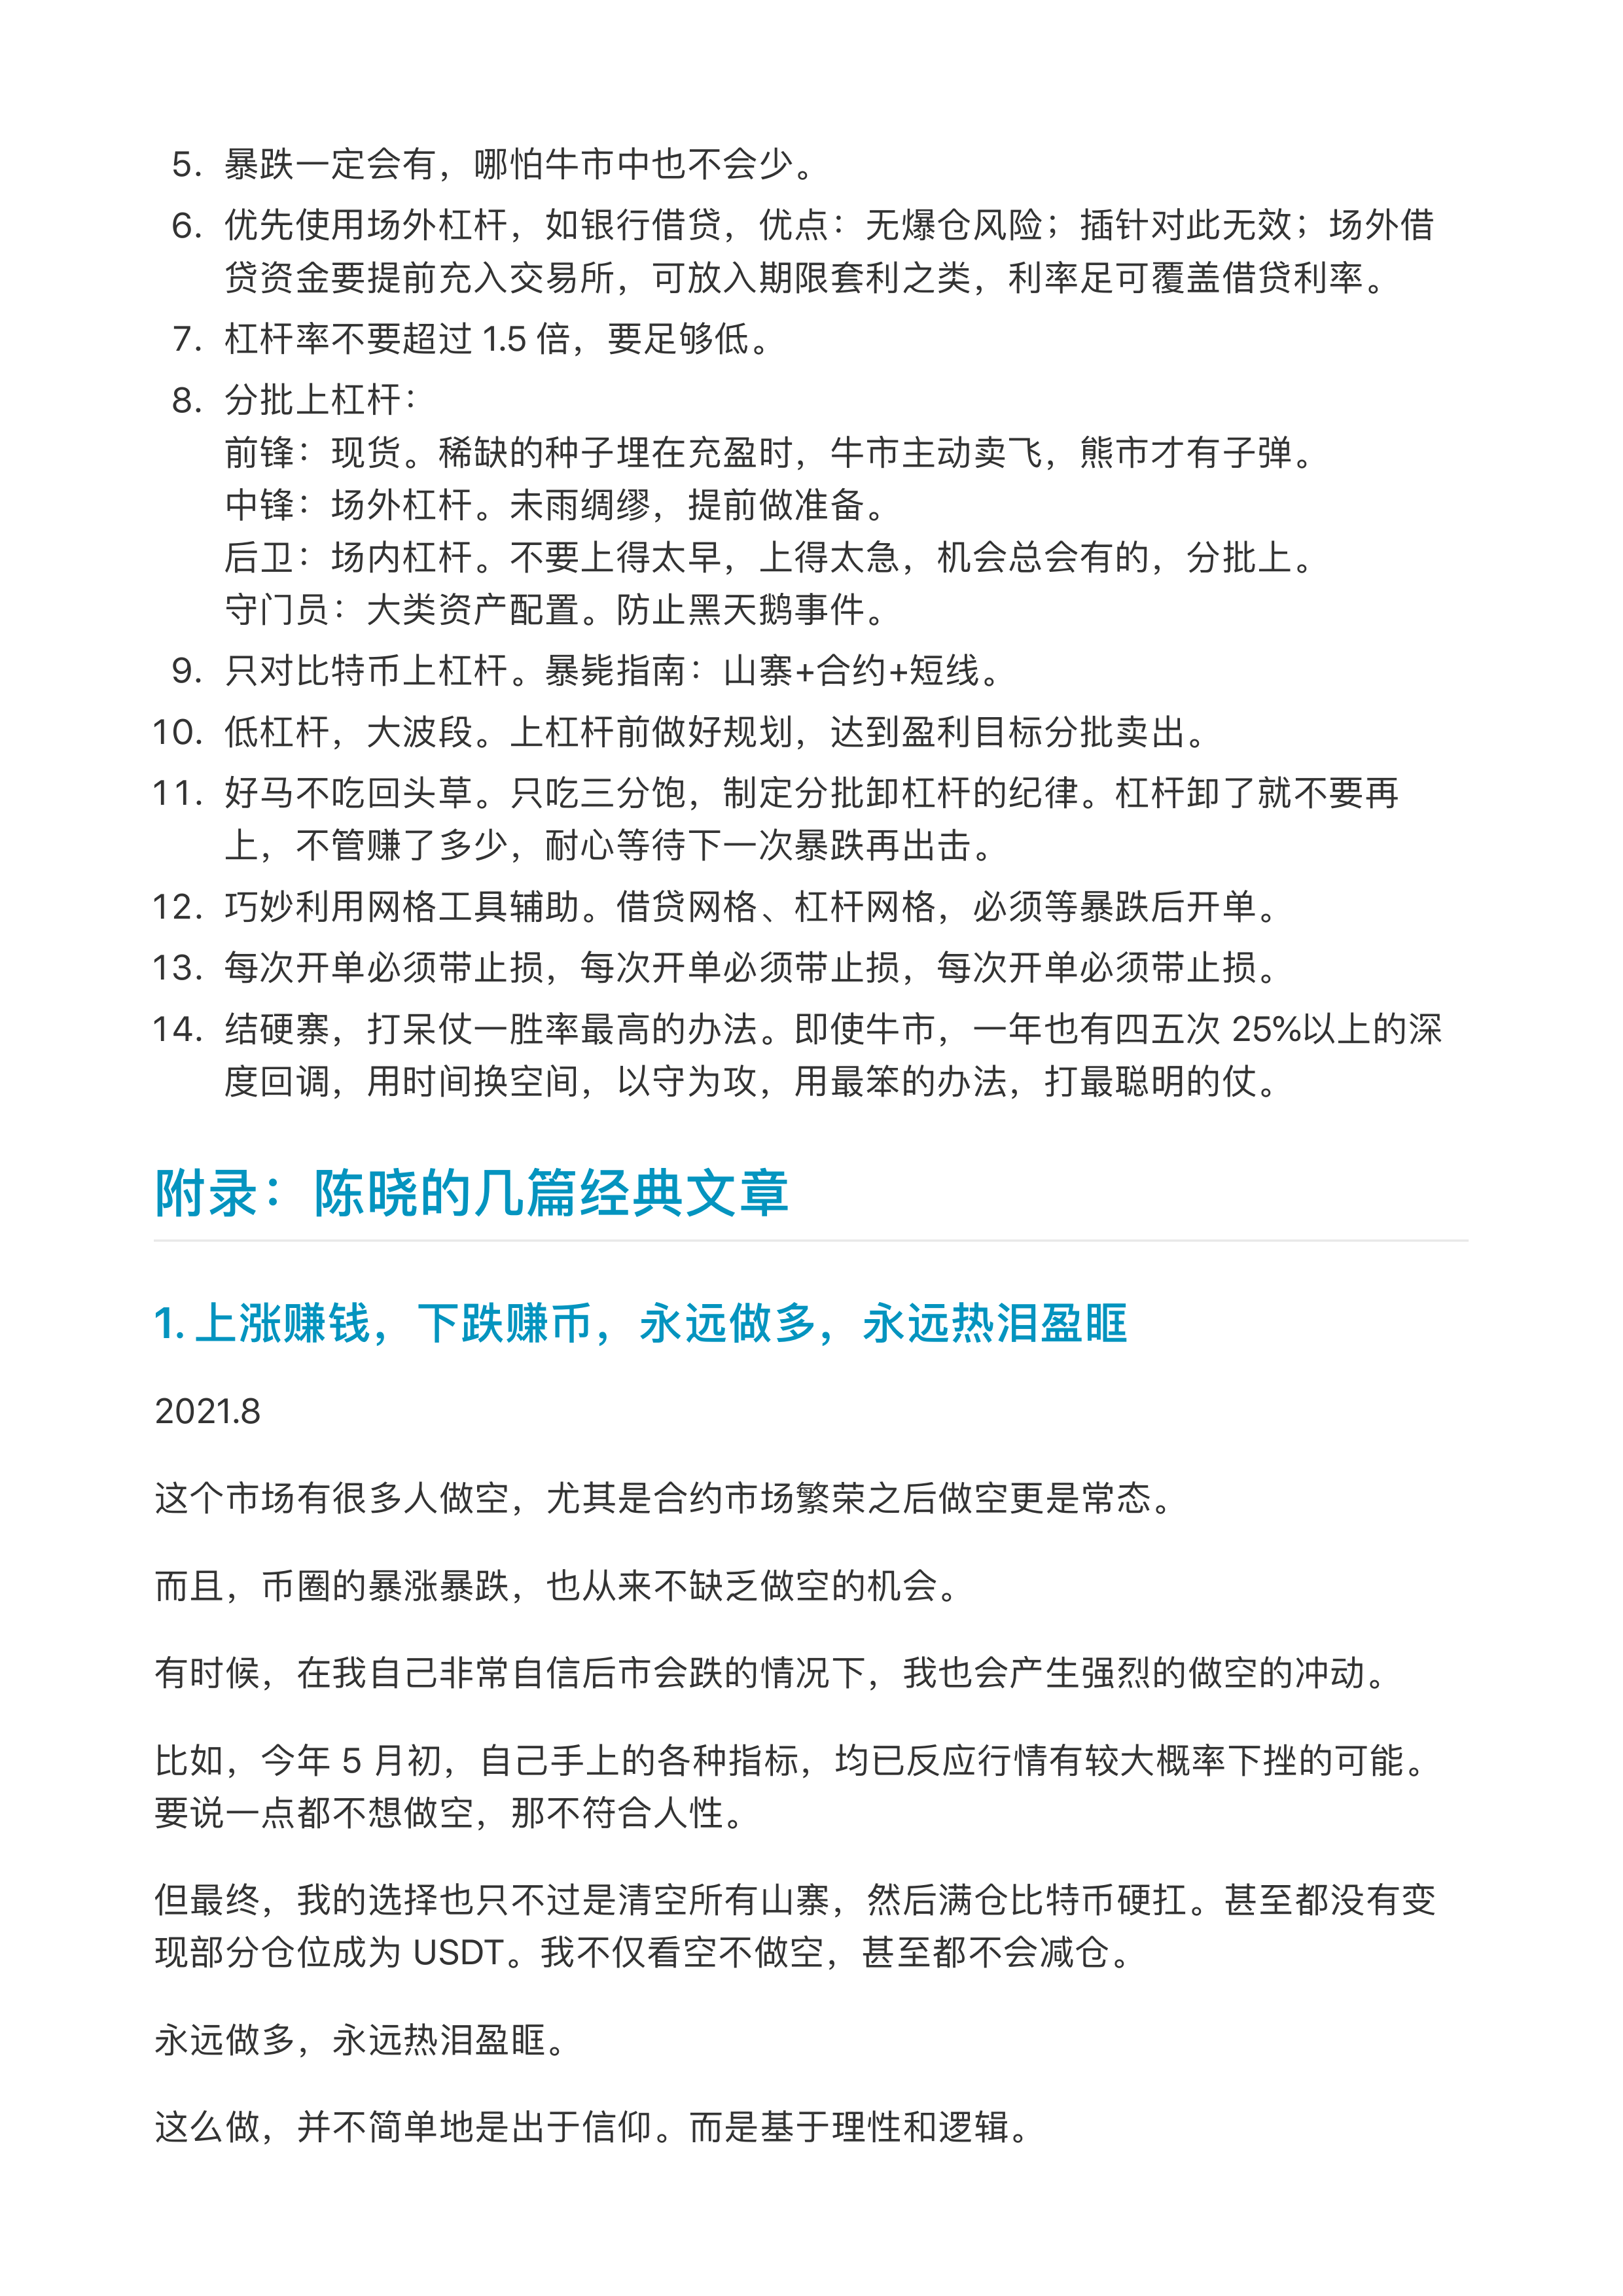 5. 暴跌一定会有，哪怕牛市中也不会少。
6. 优先使用场外杠杆，如银行借贷，优点：无爆仓风险；插针对此无效；场外借
贷资金要提前充入交易所，可放入期限套利之类，利率足可覆盖借贷利率。
7. 杠杆率不要超过 1.5 倍，要足够低。
8. 分批上杠杆：
前锋：现货。稀缺的种子埋在充盈时，牛市主动卖飞，熊市才有子弹。
中锋：场外杠杆。未雨绸缪，提前做准备。
后卫：场内杠杆。不要上得太早，上得太急，机会总会有的，分批上。
守门员：大类资产配置。防止黑天鹅事件。
9. 只对比特币上杠杆。暴毙指南：山寨+合约+短线。
10. 低杠杆，大波段。上杠杆前做好规划，达到盈利目标分批卖出。
11. 好马不吃回头草。只吃三分饱，制定分批卸杠杆的纪律。杠杆卸了就不要再
上，不管赚了多少，耐心等待下一次暴跌再出击。
12. 巧妙利用网格工具辅助。借贷网格、杠杆网格，必须等暴跌后开单。
13. 每次开单必须带止损，每次开单必须带止损，每次开单必须带止损。
14. 结硬寨，打呆仗一胜率最高的办法。即使牛市，一年也有四五次 25%以上的深
度回调，用时间换空间，以守为攻，用最笨的办法，打最聪明的仗。
附录：陈晓的几篇经典文章
1. 上涨赚钱，下跌赚币，永远做多，永远热泪盈眶
2021.8
这个市场有很多人做空，尤其是合约市场繁荣之后做空更是常态。
而且，币圈的暴涨暴跌，也从来不缺乏做空的机会。
有时候，在我自己非常自信后市会跌的情况下，我也会产生强烈的做空的冲动。
比如，今年 5 月初，自己手上的各种指标，均已反应行情有较大概率下挫的可能。
要说一点都不想做空，那不符合人性。
但最终，我的选择也只不过是清空所有山寨，然后满仓比特币硬扛。甚至都没有变
现部分仓位成为 USDT。我不仅看空不做空，甚至都不会减仓。
永远做多，永远热泪盈眶。
这么做，并不简单地是出于信仰。而是基于理性和逻辑。